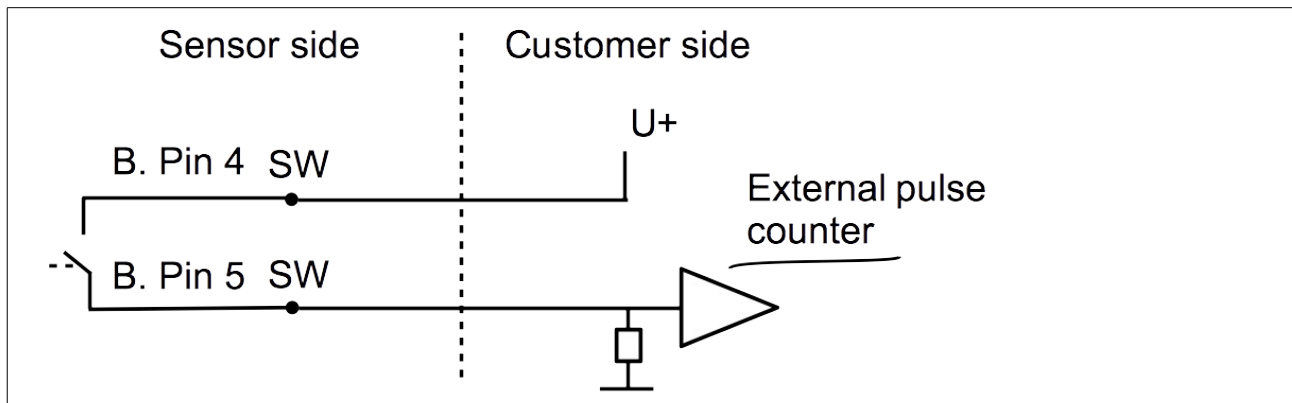 Sensor side
Customer side
U+
B. Pin 4 SW
External pulse
counter
B. Pin 5 SW